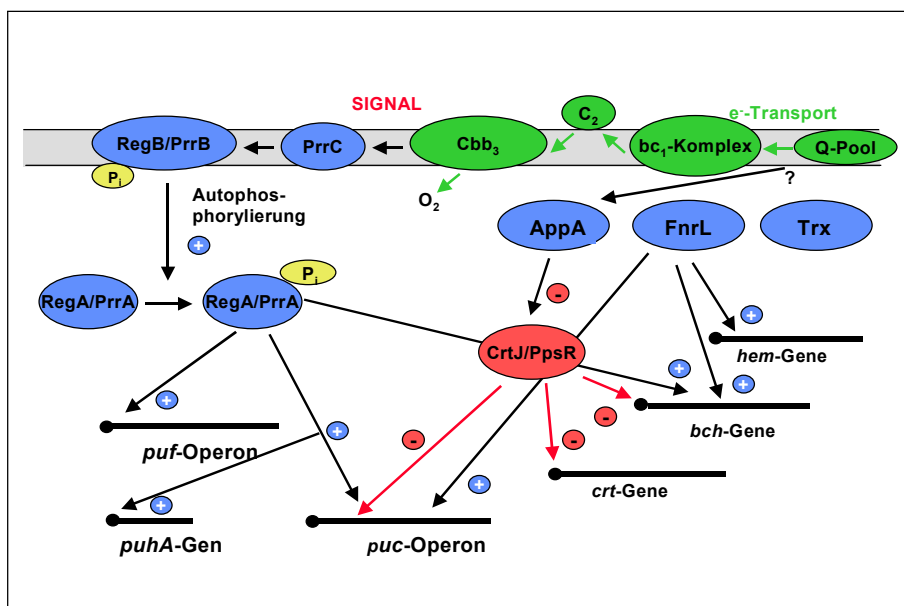 SIGNAL
C2
e⁻-Transport
RegB/PrrB
PrrC
Cbb3
bc1-Komplex
Q-Pool
Pi
?
Autophos-
phorylierung
O2
AppA
FnrL
Trx
+
Pi
-
RegA/PrrA
RegA/PrrA
+
CrtJ/PpsR
hem-Gene
+
+
+
-
+
-
-
bch-Gene
puf-Operon
+
crt-Gene
+
puhA-Gen
puc-Operon